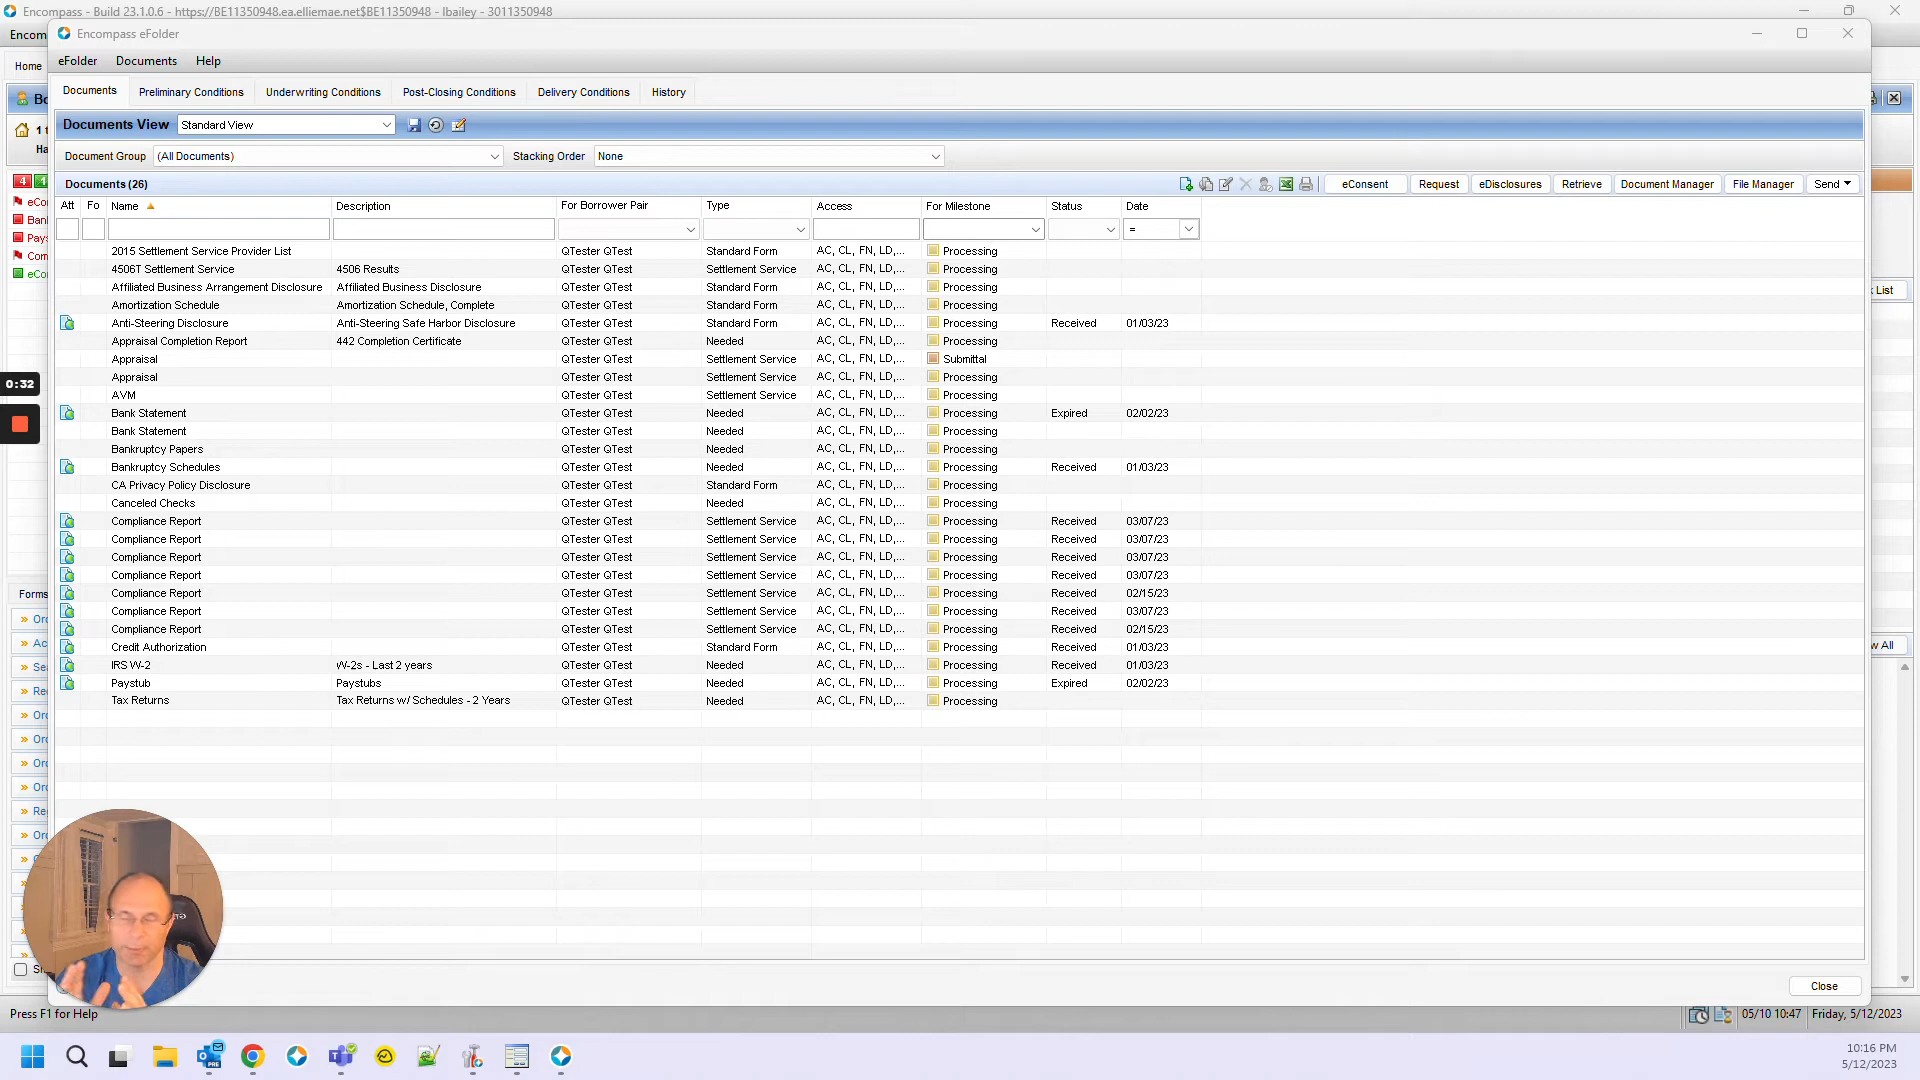 Encompass - Build 23.1.0.6 - https://BE11350948.ea.elliemae.net$BE11350948 - lbailey - 3011350948
Encom
Encompass eFolder
eFolder Documents Help
Home
Documents Preliminary Conditions Underwriting Conditions Post-Closing Conditions Delivery Conditions History
Bo
Documents View Standard View
1 t
Ha
Document Group (All Documents) Stacking Order None
4
Documents (26) eConsent Request eDisclosures Retrieve Document Manager File Manager Send
eCo
Ban
Pays
Com
eCo
Att Fo Name Description For Borrower Pair Type Access For Milestone Status Date
=
2015 Settlement Service Provider List QTester QTest Standard Form AC, CL, FN, LD,... Processing
4506T Settlement Service 4506 Results QTester QTest Settlement Service AC, CL, FN, LD,... Processing
Affiliated Business Arrangement Disclosure Affiliated Business Disclosure QTester QTest Standard Form AC, CL, FN, LD,... Processing
Amortization Schedule Amortization Schedule, Complete QTester QTest Standard Form AC, CL, FN, LD,... Processing
Anti-Steering Disclosure Anti-Steering Safe Harbor Disclosure QTester QTest Standard Form AC, CL, FN, LD,... Processing Received 01/03/23
Appraisal Completion Report 442 Completion Certificate QTester QTest Needed AC, CL, FN, LD,... Processing
Appraisal QTester QTest Settlement Service AC, CL, FN, LD,... Submittal
Appraisal QTester QTest Settlement Service AC, CL, FN, LD,... Processing
AVM QTester QTest Settlement Service AC, CL, FN, LD,... Processing
Bank Statement QTester QTest Needed AC, CL, FN, LD,... Processing Expired 02/02/23
Bank Statement QTester QTest Needed AC, CL, FN, LD,... Processing
Bankruptcy Papers QTester QTest Needed AC, CL, FN, LD,... Processing
Bankruptcy Schedules QTester QTest Needed AC, CL, FN, LD,... Processing Received 01/03/23
CA Privacy Policy Disclosure QTester QTest Standard Form AC, CL, FN, LD,... Processing
Canceled Checks QTester QTest Needed AC, CL, FN, LD,... Processing
Compliance Report QTester QTest Settlement Service AC, CL, FN, LD,... Processing Received 03/07/23
Compliance Report QTester QTest Settlement Service AC, CL, FN, LD,... Processing Received 03/07/23
Compliance Report QTester QTest Settlement Service AC, CL, FN, LD,... Processing Received 03/07/23
Compliance Report QTester QTest Settlement Service AC, CL, FN, LD,... Processing Received 03/07/23
Compliance Report QTester QTest Settlement Service AC, CL, FN, LD,... Processing Received 02/15/23
Compliance Report QTester QTest Settlement Service AC, CL, FN, LD,... Processing Received 03/07/23
Compliance Report QTester QTest Settlement Service AC, CL, FN, LD,... Processing Received 02/15/23
Credit Authorization QTester QTest Standard Form AC, CL, FN, LD,... Processing Received 01/03/23
IRS W-2 W-2s - Last 2 years QTester QTest Needed AC, CL, FN, LD,... Processing Received 01/03/23
Paystub Paystubs QTester QTest Needed AC, CL, FN, LD,... Processing Expired 02/02/23
Tax Returns Tax Returns w/ Schedules - 2 Years QTester QTest Needed AC, CL, FN, LD,... Processing
0:32
List
w All
Forms
Or
Ac
Se
Re
Or
Or
Or
Or
Re
Or
Close
Press F1 for Help
05/10 10:47 Friday, 5/12/2023
10:16 PM
5/12/2023